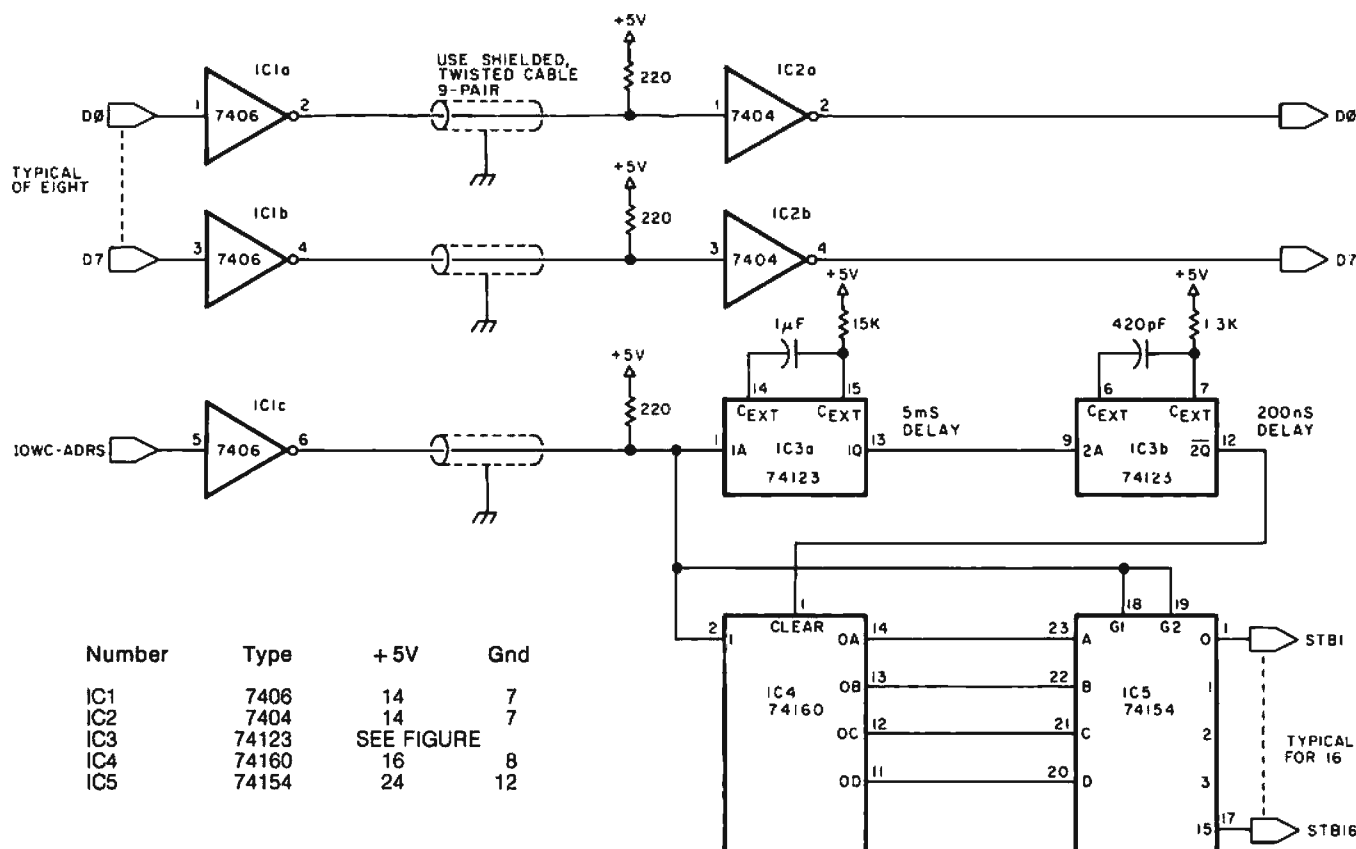 +5V
IC1a
USE SHIELDED,
TWISTED CABLE
9-PAIR
220
IC2a
DØ
1
7406
2
1
7404
2
DØ
TYPICAL
OF EIGHT
+5V
IC1b
220
IC2b
D7
3
7406
4
3
7404
4
D7
+5V
+5V
1µF
15K
420pF
1.3K
+5V
14
15
6
7
IC1c
220
CEXT
CEXT
5mS
DELAY
CEXT
CEXT
200nS
DELAY
IOWC-ADRS
5
7406
6
1
1A
IC3a
1Q
13
9
2A
IC3b
2Q
12
74123
74123
1
18
19
2
1
CLEAR
OA
14
23
A
G1
G2
0
1
STB1
OB
13
22
B
1
IC4
74160
IC5
74154
OC
12
21
C
2
TYPICAL
FOR 16
OD
11
20
D
3
15
17
STB16
Number Type +5V Gnd
IC1 7406 14 7
IC2 7404 14 7
IC3 74123 SEE FIGURE
IC4 74160 16 8
IC5 74154 24 12